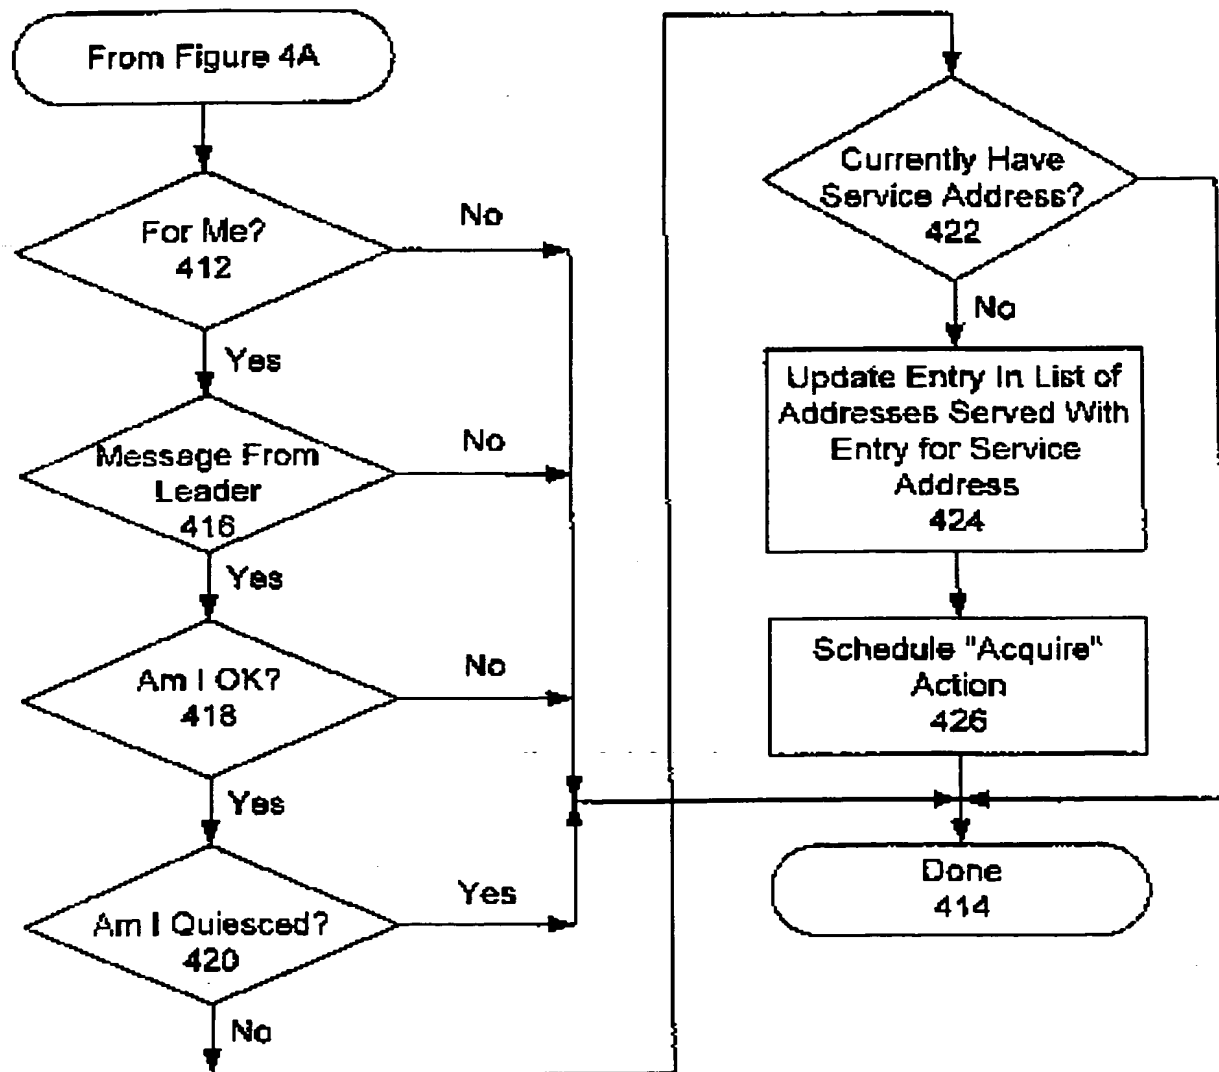 From Figure 4A
For Me?
412
No
Yes
Message From
Leader
416
No
Yes
Am I OK?
418
No
Yes
Am I Quiesced?
420
Yes
No
Currently Have
Service Address?
422
No
Update Entry In List of
Addresses Served With
Entry for Service
Address
424
Schedule "Acquire"
Action
426
Done
414